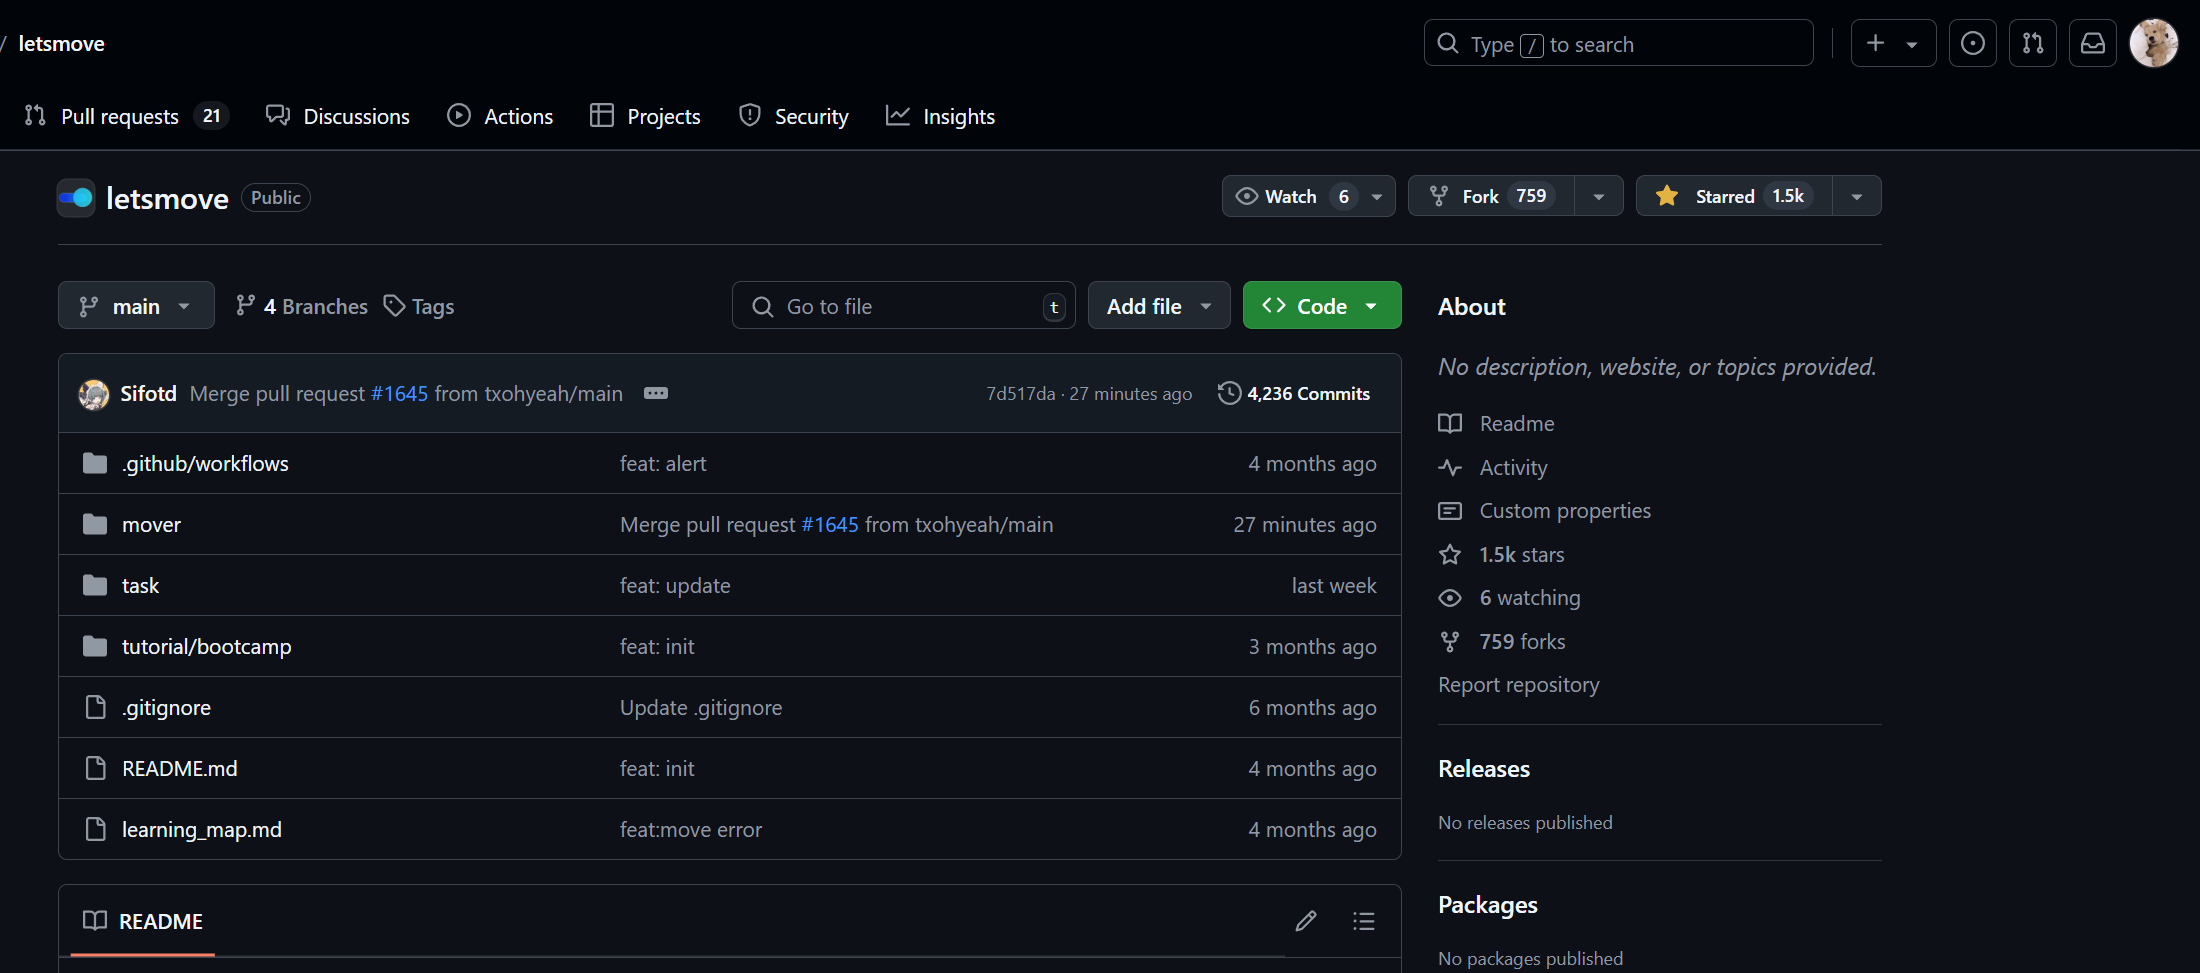 / letsmove
Type / to search
Pull requests 21 Discussions Actions Projects Security Insights
letsmove Public
Watch 6 Fork 759 Starred 1.5k
main 4 Branches Tags Go to file t Add file <> Code
Sifotd Merge pull request #1645 from txohyeah/main ··· 7d517da · 27 minutes ago 4,236 Commits
.github/workflows feat: alert 4 months ago
mover Merge pull request #1645 from txohyeah/main 27 minutes ago
task feat: update last week
tutorial/bootcamp feat: init 3 months ago
.gitignore Update .gitignore 6 months ago
README.md feat: init 4 months ago
learning_map.md feat:move error 4 months ago
README
About
No description, website, or topics provided.
Readme
Activity
Custom properties
1.5k stars
6 watching
759 forks
Report repository
Releases
No releases published
Packages
No packages published